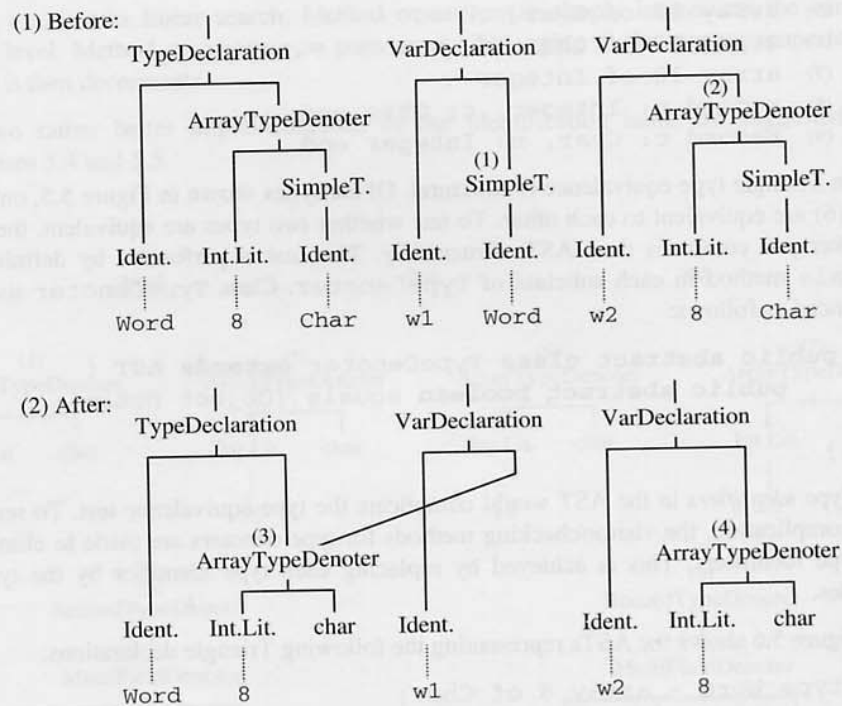 (1) Before:
TypeDeclaration VarDeclaration VarDeclaration
(2)
ArrayTypeDenoter ArrayTypeDenoter
(1)
SimpleT. SimpleT. SimpleT.
Ident. Int.Lit. Ident. Ident. Ident. Ident. Int.Lit. Ident.
Word 8 Char w1 Word w2 8 Char
(2) After:
TypeDeclaration VarDeclaration VarDeclaration
(3) (4)
ArrayTypeDenoter ArrayTypeDenoter
Ident. Int.Lit. char Ident. Ident. Int.Lit. char
Word 8 w1 w2 8